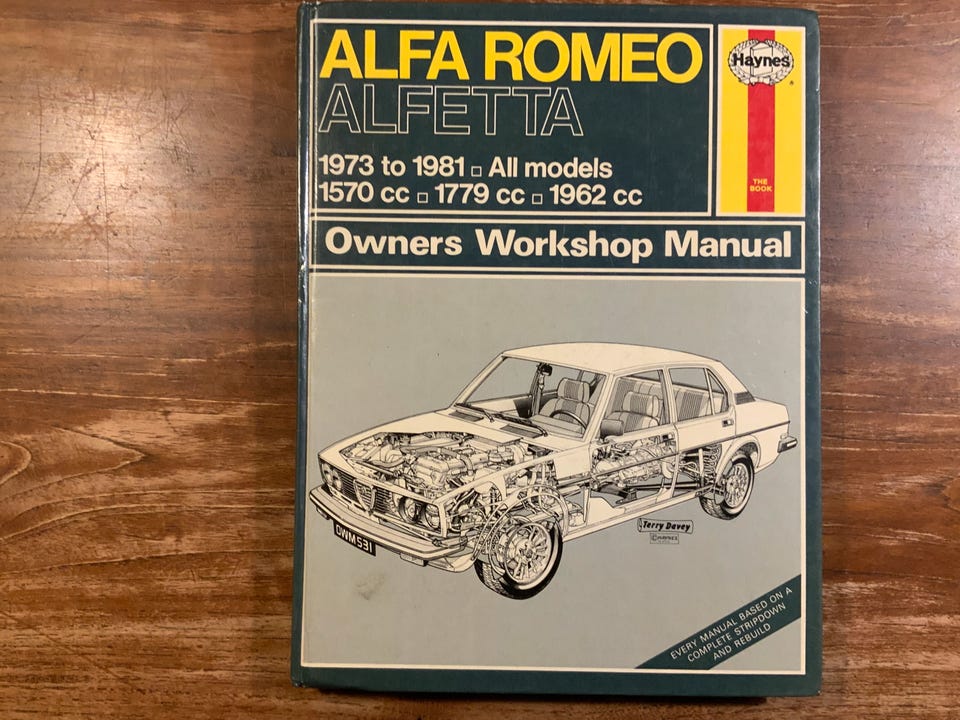 ALFA ROMEO
Haynes
ALFETTA
1973 to 1981 □ All models
1570 cc □ 1779 cc □ 1962 cc
THE
BOOK
Owners Workshop Manual
OWM531
Terry Davey
© HAYNES
EVERY MANUAL BASED ON A
COMPLETE STRIPDOWN
AND REBUILD